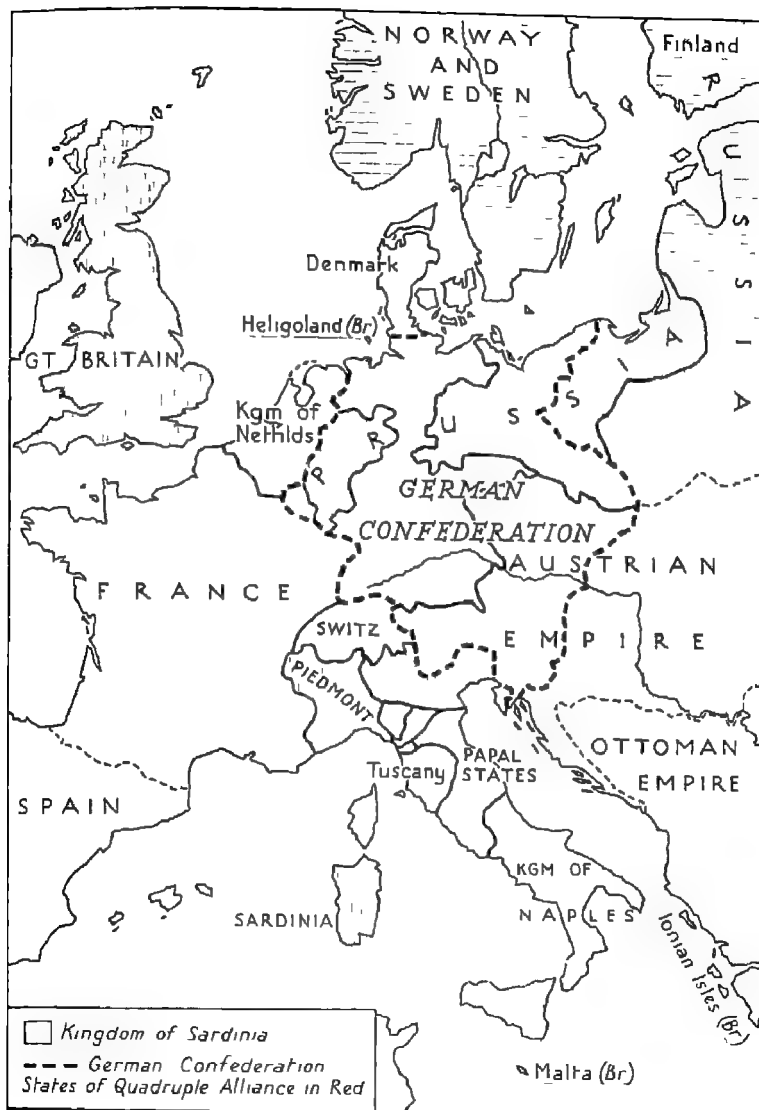 NORWAY
AND
SWEDEN
Finland
RUSSIA
Denmark
Heligoland (Br)
GT BRITAIN
Kgm of
Nethlds
PRUSSIA
GERMAN
CONFEDERATION
AUSTRIAN
EMPIRE
FRANCE
SWITZ
PIEDMONT
OTTOMAN
EMPIRE
PAPAL
STATES
Tuscany
SPAIN
KGM OF
NAPLES
SARDINIA
Ionian Isles (Br)
Malta (Br)
Kingdom of Sardinia
German Confederation
States of Quadruple Alliance in Red